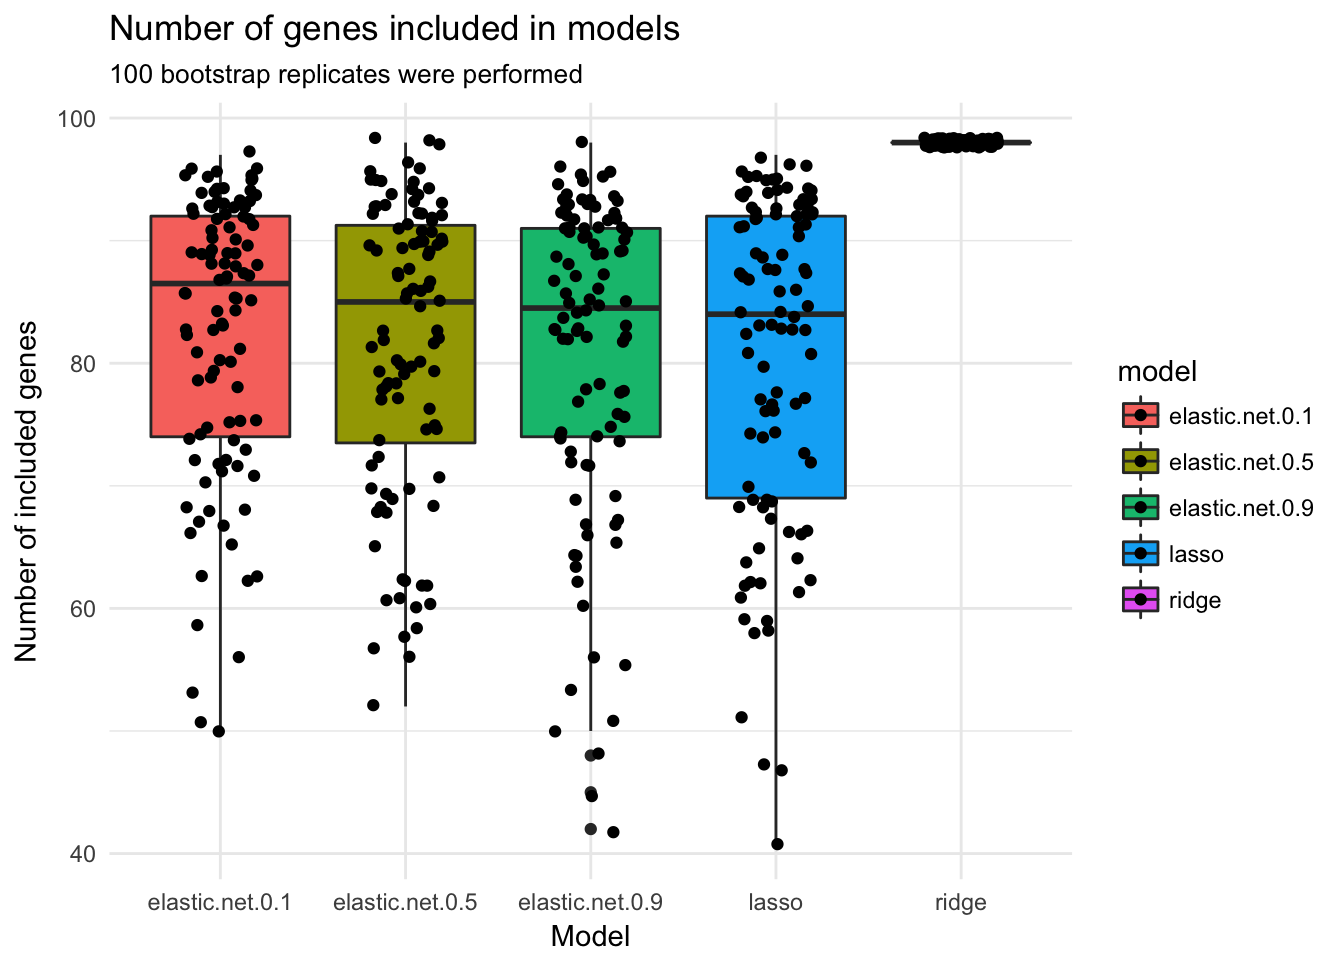 Number of genes included in models
100 bootstrap replicates were performed
Number of included genes
100
80
60
40
elastic.net.0.1
elastic.net.0.5
elastic.net.0.9
lasso
ridge
Model
model
elastic.net.0.1
elastic.net.0.5
elastic.net.0.9
lasso
ridge